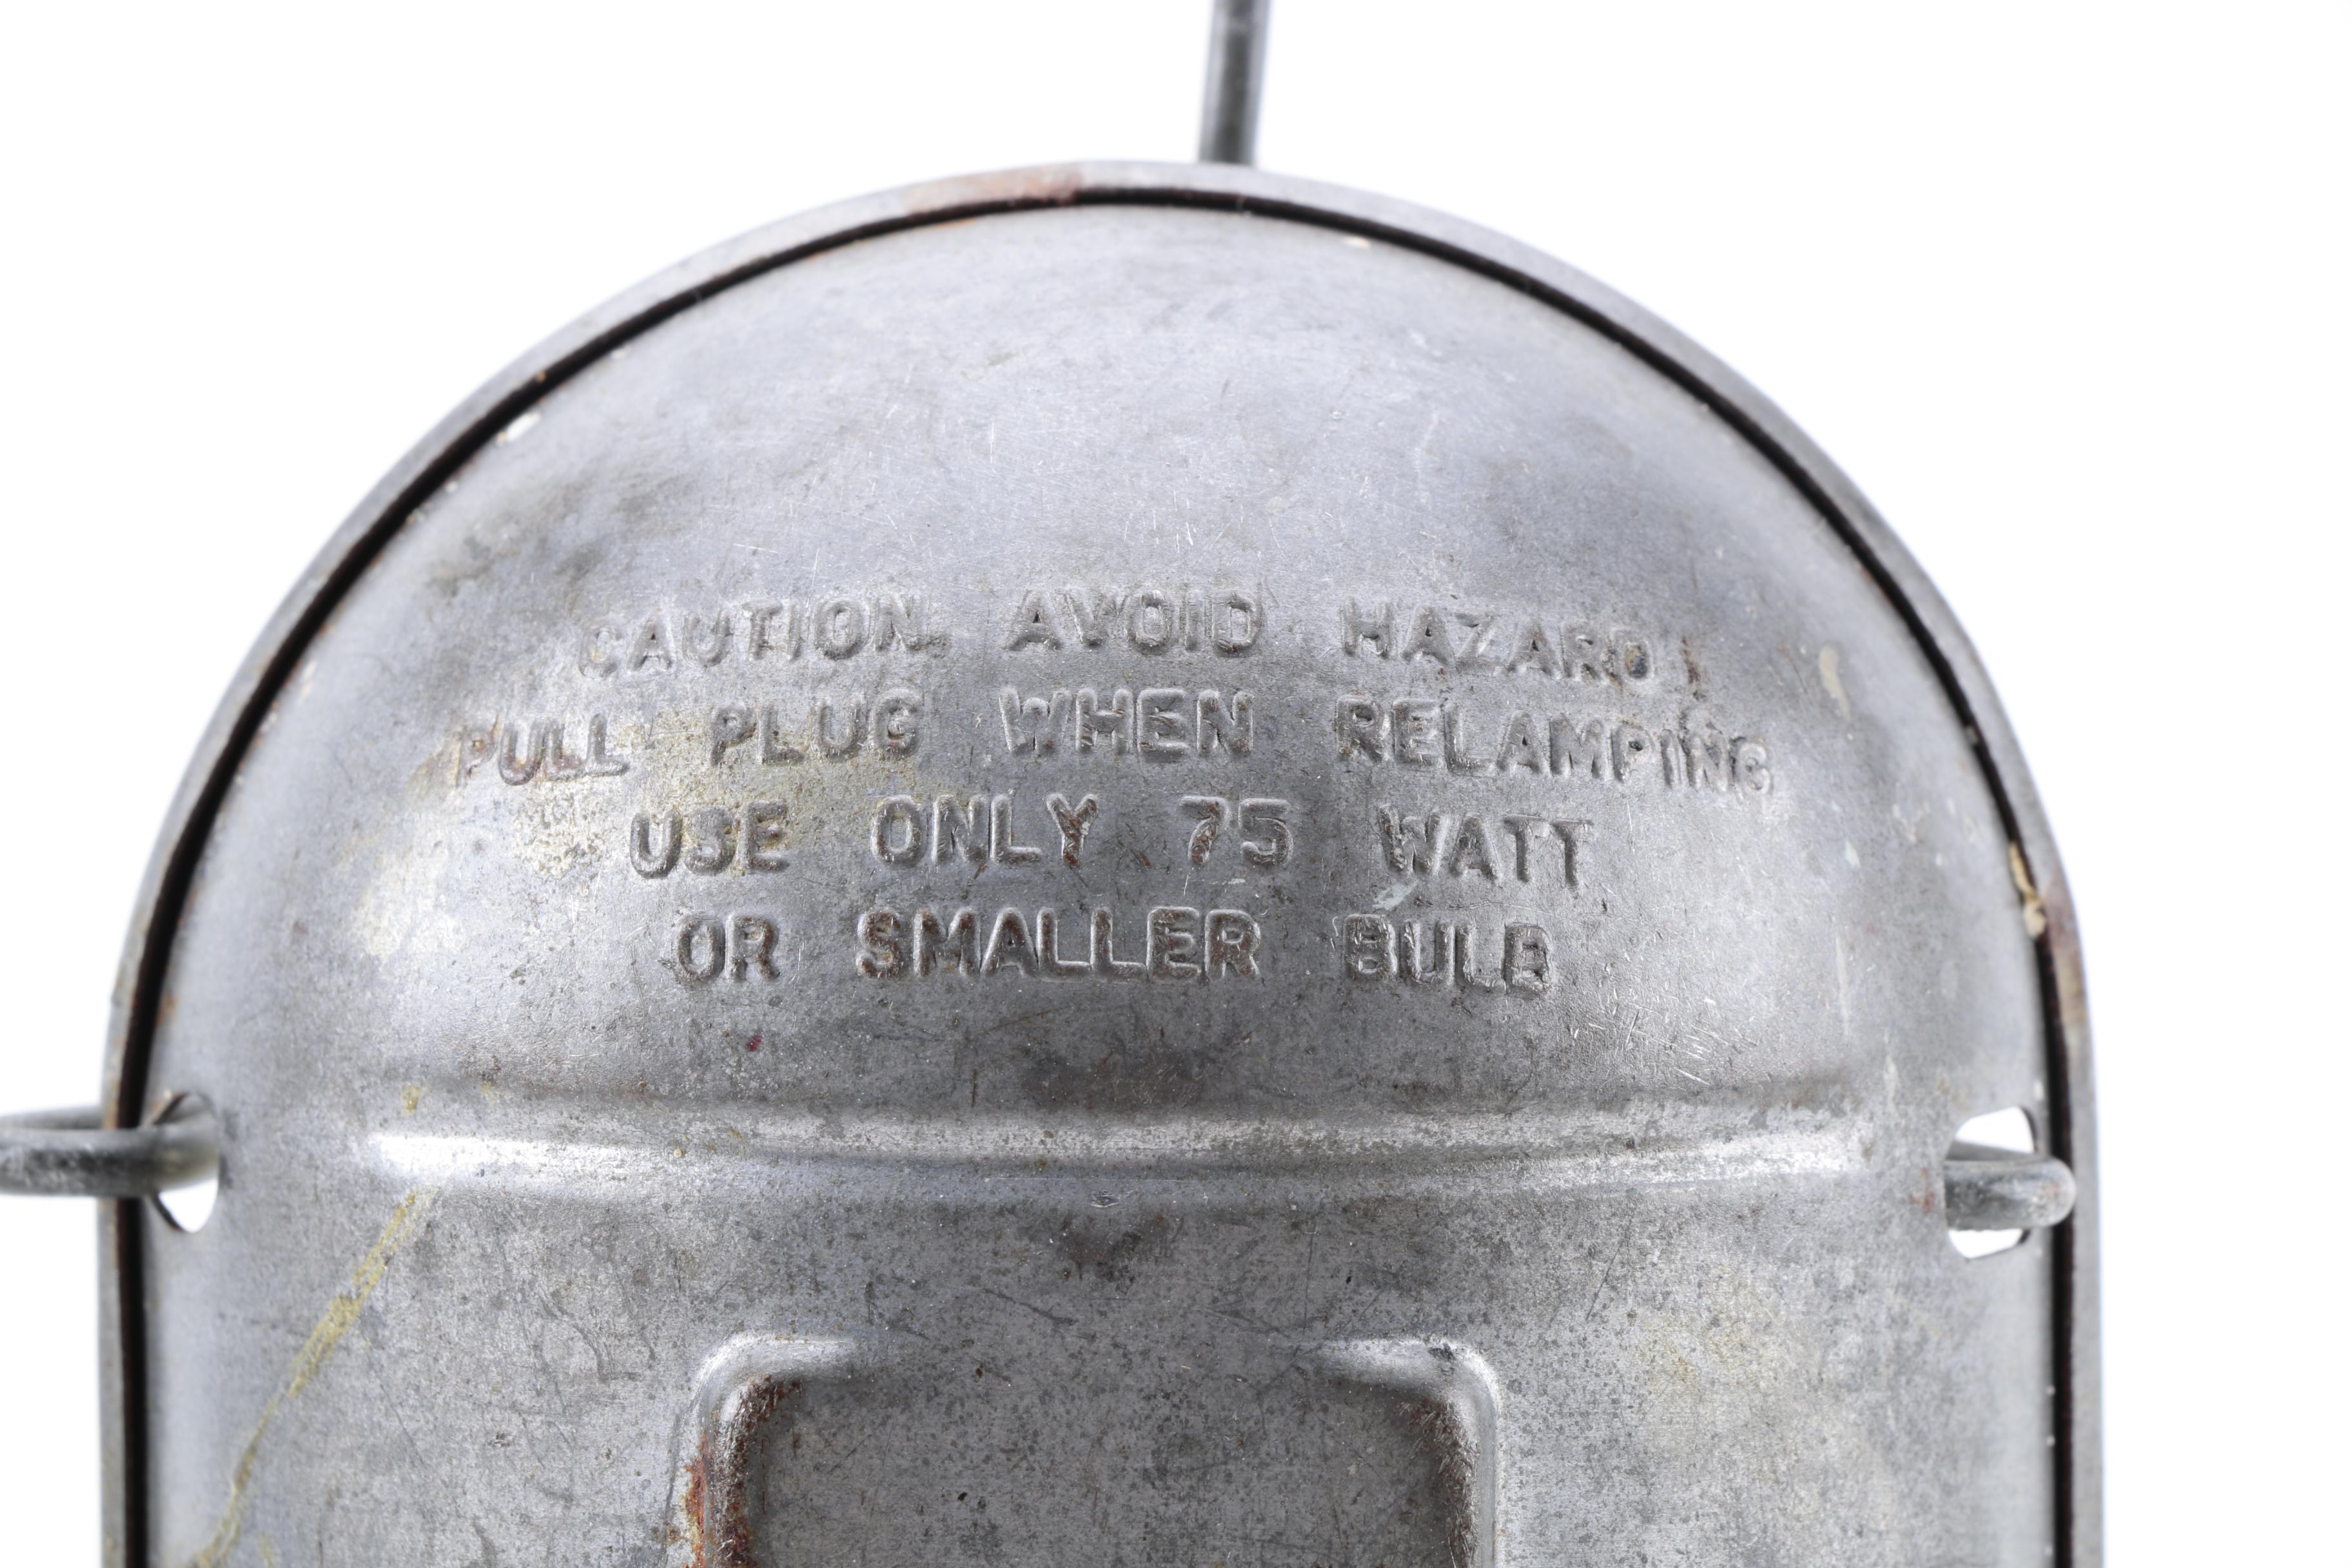 CAUTION. AVOID HAZARD!
PULL PLUG WHEN RELAMPING
USE ONLY 75 WATT
OR SMALLER BULB